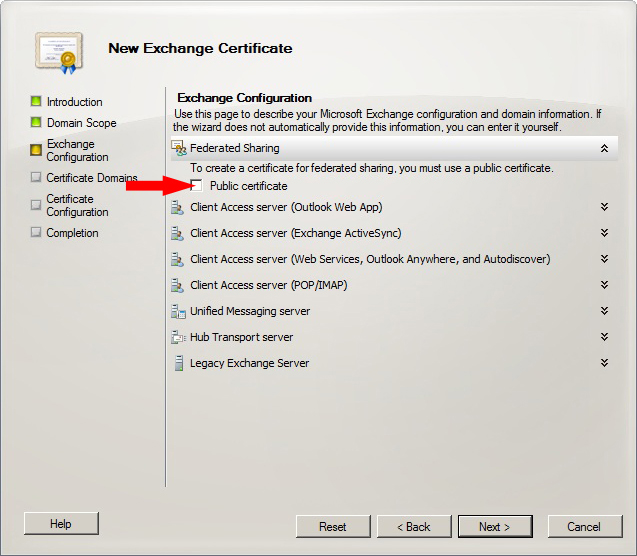 New Exchange Certificate
Introduction
Domain Scope
Exchange
Configuration
Certificate Domains
Certificate
Configuration
Completion
Exchange Configuration
Use this page to describe your Microsoft Exchange configuration and domain information. If
the wizard does not automatically provide this information, you can enter it yourself.
Federated Sharing
To create a certificate for federated sharing, you must use a public certificate.
Public certificate
Client Access server (Outlook Web App)
Client Access server (Exchange ActiveSync)
Client Access server (Web Services, Outlook Anywhere, and Autodiscover)
Client Access server (POP/IMAP)
Unified Messaging server
Hub Transport server
Legacy Exchange Server
Help
Reset
< Back
Next >
Cancel